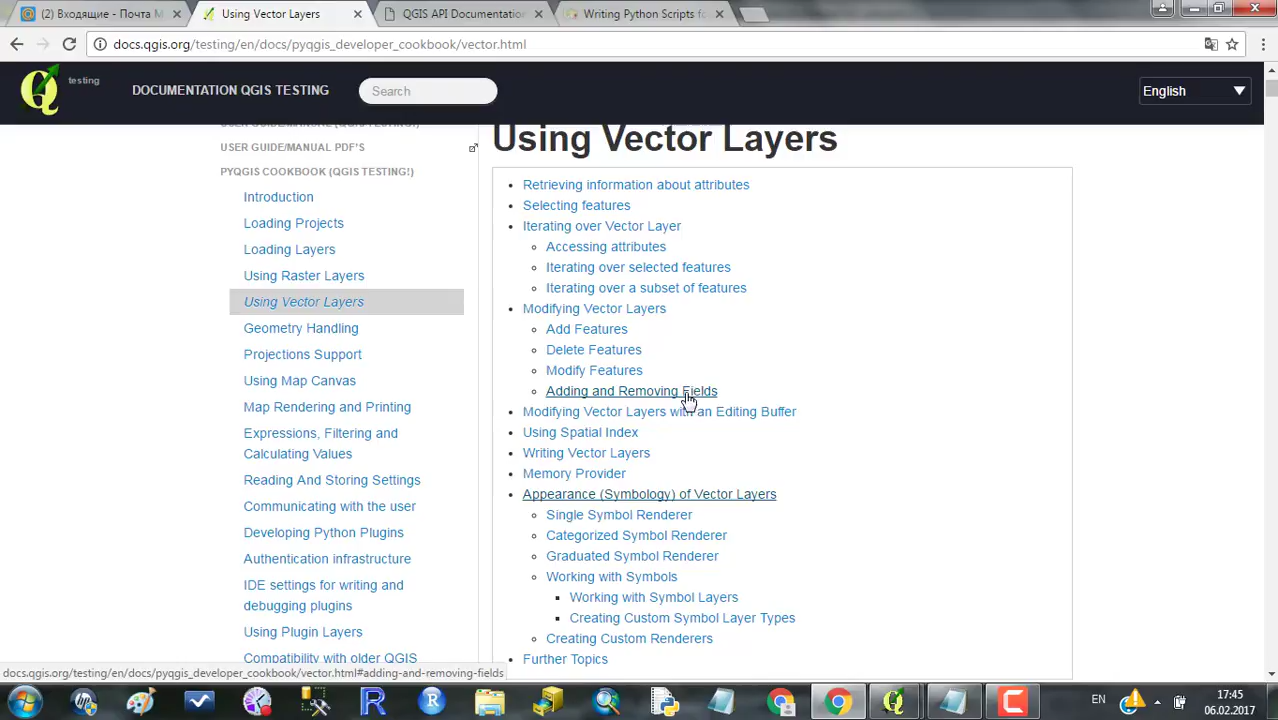 (2) Входящие - Почта M
Using Vector Layers
QGIS API Documentation
Writing Python Scripts for
docs.qgis.org/testing/en/docs/pyqgis_developer_cookbook/vector.html
testing
DOCUMENTATION QGIS TESTING
Search
English
USER GUIDE/MANUAL (QGIS TESTING!)
USER GUIDE/MANUAL PDF'S
PYQGIS COOKBOOK (QGIS TESTING!)
Introduction
Loading Projects
Loading Layers
Using Raster Layers
Using Vector Layers
Geometry Handling
Projections Support
Using Map Canvas
Map Rendering and Printing
Expressions, Filtering and
Calculating Values
Reading And Storing Settings
Communicating with the user
Developing Python Plugins
Authentication infrastructure
IDE settings for writing and
debugging plugins
Using Plugin Layers
Compatibility with older QGIS
Using Vector Layers
Retrieving information about attributes
Selecting features
Iterating over Vector Layer
Accessing attributes
Iterating over selected features
Iterating over a subset of features
Modifying Vector Layers
Add Features
Delete Features
Modify Features
Adding and Removing Fields
Modifying Vector Layers with an Editing Buffer
Using Spatial Index
Writing Vector Layers
Memory Provider
Appearance (Symbology) of Vector Layers
Single Symbol Renderer
Categorized Symbol Renderer
Graduated Symbol Renderer
Working with Symbols
Working with Symbol Layers
Creating Custom Symbol Layer Types
Creating Custom Renderers
Further Topics
docs.qgis.org/testing/en/docs/pyqgis_developer_cookbook/vector.html#adding-and-removing-fields
EN
17:45
06.02.2017